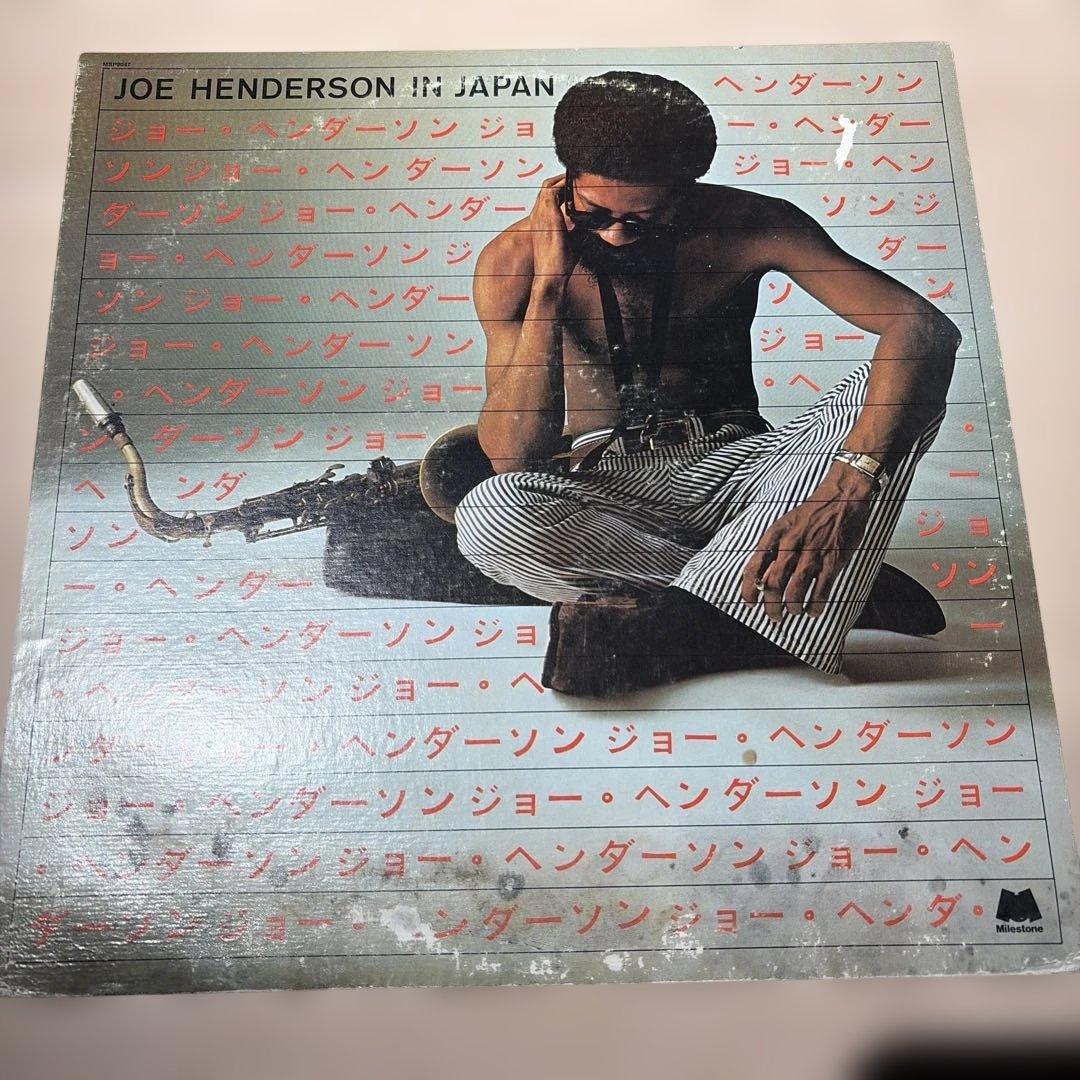 MSP9047
JOE HENDERSON IN JAPAN ヘンダーソン
ジョー・ヘンダーソン ジョ ー・ヘンダー
ソン ジョー・ヘンダーソン ジョー・ヘン
ダーソン ジョー・ヘンダー ソンジ
ョー・ヘンダーソン ジ ダー
ソン ジョー・ヘンダー ソ ン
ジョー・ヘンダーソン ジョー
・ヘンダーソン ジョー ・ヘ
ン ダーソン ジョー ・
ヘ ンダ ー
ソン ジョ
ー・ヘンダー ソン
ジョー・ヘンダーソン ジョ ー
・ヘンダーソン ジョー・ヘ
ンダー ョー・ヘンダーソン ジョー・ヘンダーソン
ジョー・ヘンダーソン ジョー・ヘンダーソン ジョー
・ヘンダーソン ジョー・ヘンダーソン ジョー・ヘン
ダーソン ジョー・ ンダーソン ジョー・ヘンダ・
Milestone